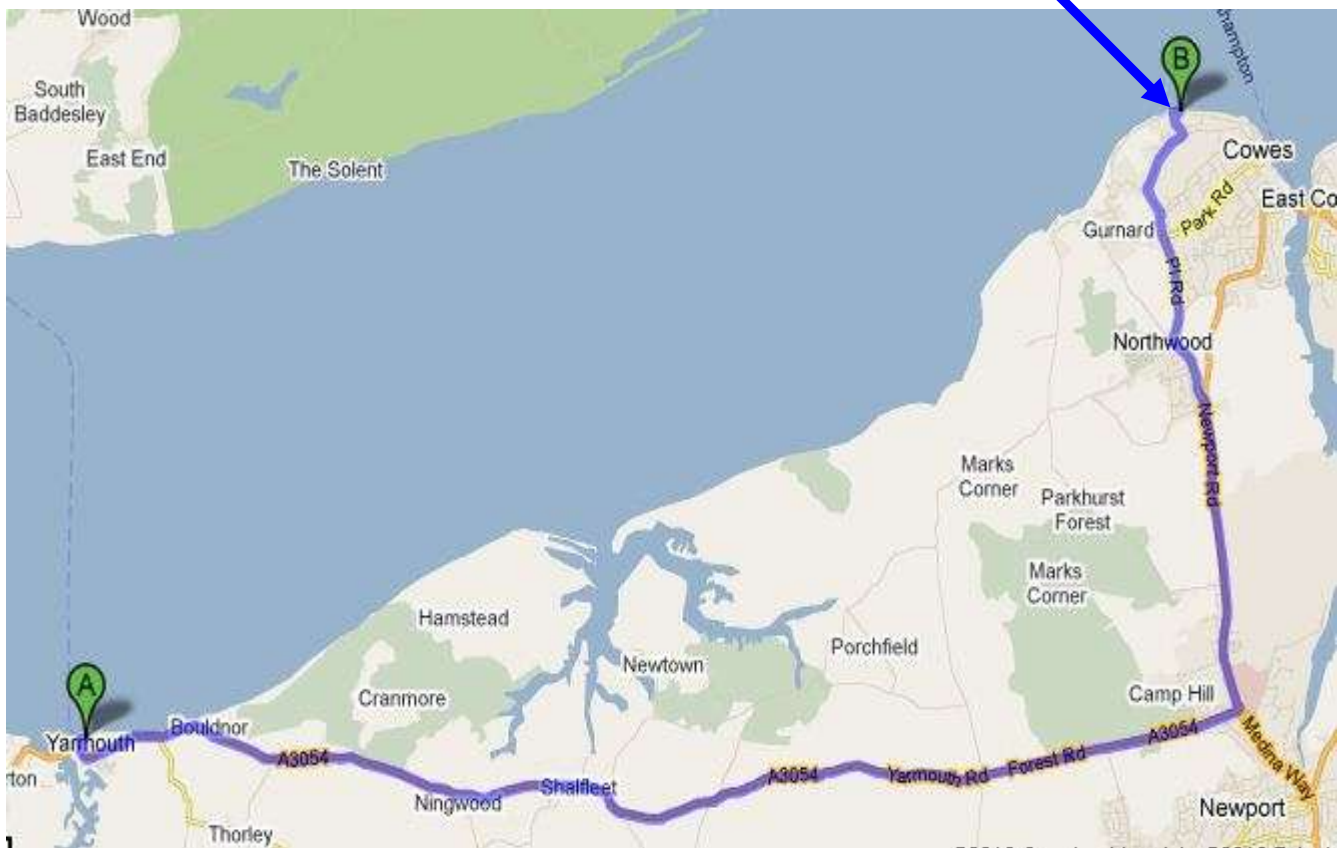 Wood
South
Baddesley
East End
The Solent
hampton
B
Cowes
East Co
Park Rd
Gurnard
Pl Rd
Northwood
Newport Rd
Marks
Corner
Parkhurst
Forest
Marks
Corner
Hamstead
Newtown
Porchfield
Cranmore
Camp Hill
A
Yarmouth
Bouldnor
A3054
A3054
Medina Way
rton
A3054
Yarmouth Rd
Forest Rd
Shalfleet
Ningwood
Newport
Thorley